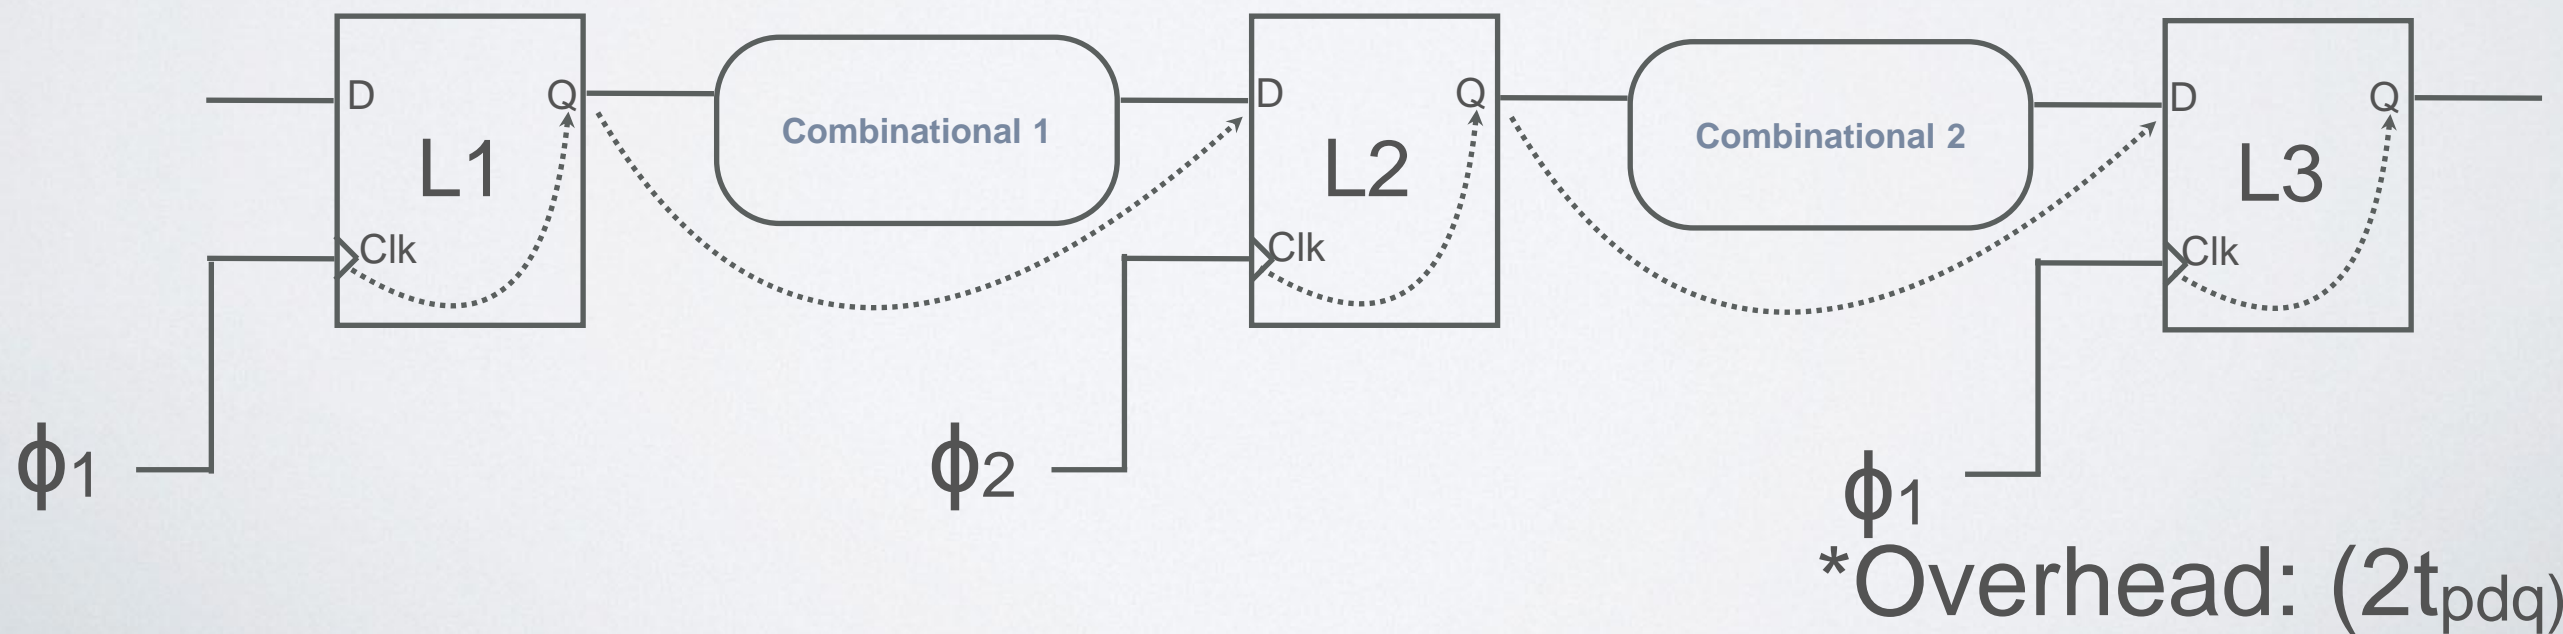 D Q
L1
Clk
Combinational 1
D Q
L2
Clk
Combinational 2
D Q
L3
Clk
ϕ1
ϕ2
ϕ1
*Overhead: (2tpdq)